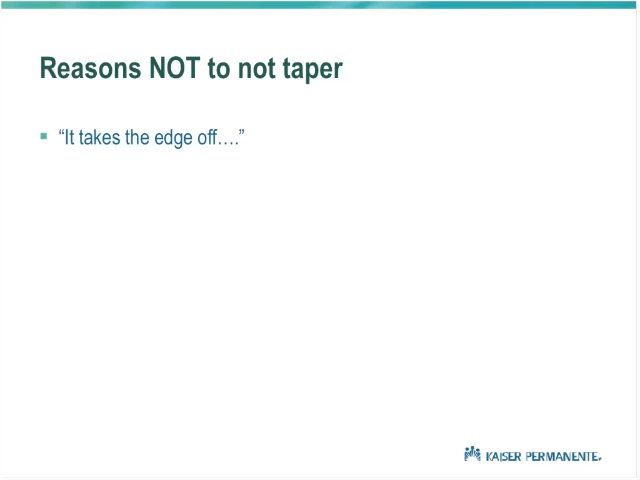 Reasons NOT to not taper
“It takes the edge off….”
KAISER PERMANENTE.